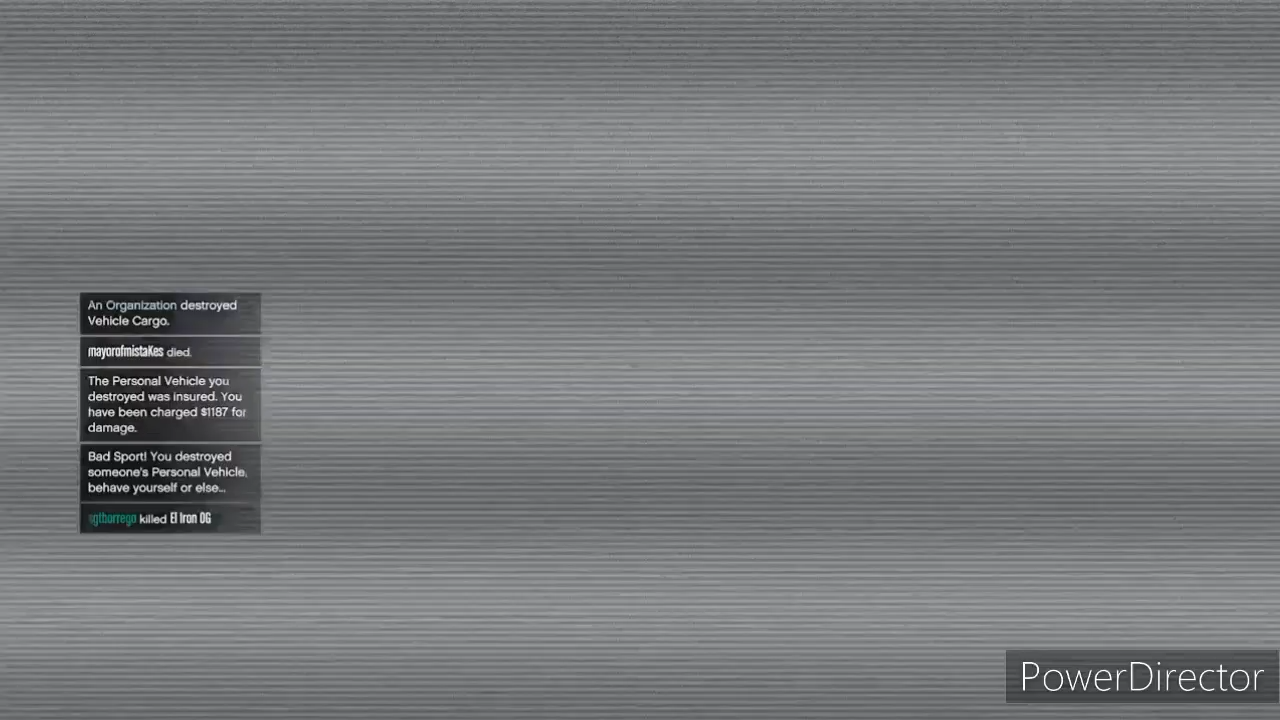 An Organization destroyed
Vehicle Cargo.
mayorofmistaKes died.
The Personal Vehicle you
destroyed was insured. You
have been charged $1187 for
damage.
Bad Sport! You destroyed
someone's Personal Vehicle,
behave yourself or else...
sgtborrego killed El Iron OG
PowerDirector